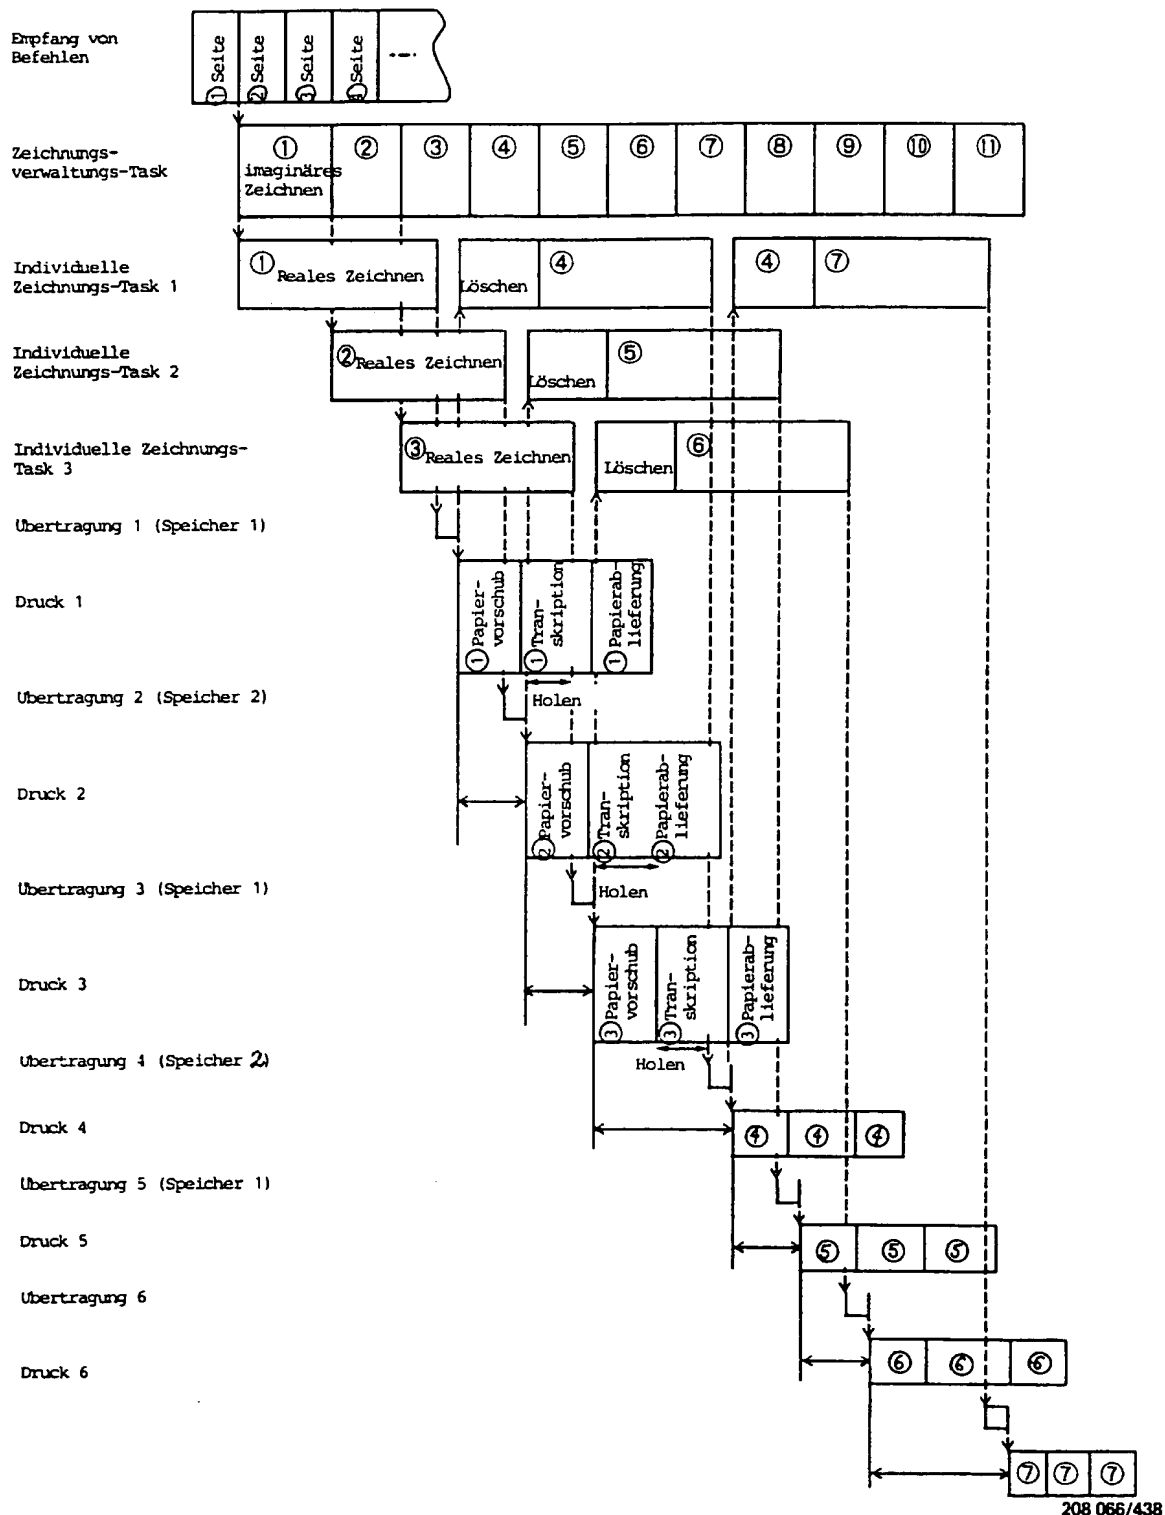 Empfang von
Befehlen
① Seite
② Seite
③ Seite
④ Seite
Zeichnungs-
verwaltungs-Task
① ② ③ ④ ⑤ ⑥ ⑦ ⑧ ⑨ ⑩ ⑪
imaginäres
Zeichnen
Individuelle
Zeichnungs-Task 1
① Reales Zeichnen
Löschen
④
④ ⑦
Individuelle
Zeichnungs-Task 2
② Reales Zeichnen
Löschen
⑤
Individuelle Zeichnungs-
Task 3
③ Reales Zeichnen
Löschen
⑥
Übertragung 1 (Speicher 1)
Druck 1
① Papier-
vorschub
① Tran-
skription
① Papierab-
lieferung
Holen
Übertragung 2 (Speicher 2)
Druck 2
② Papier-
vorschub
② Tran-
skription
② Papierab-
lieferung
Holen
Übertragung 3 (Speicher 1)
Druck 3
③ Papier-
vorschub
③ Tran-
skription
③ Papierab-
lieferung
Holen
Übertragung 4 (Speicher 2)
Druck 4
④ ④ ④
Übertragung 5 (Speicher 1)
Druck 5
⑤ ⑤ ⑤
Übertragung 6
Druck 6
⑥ ⑥ ⑥
⑦ ⑦ ⑦
208 066/438